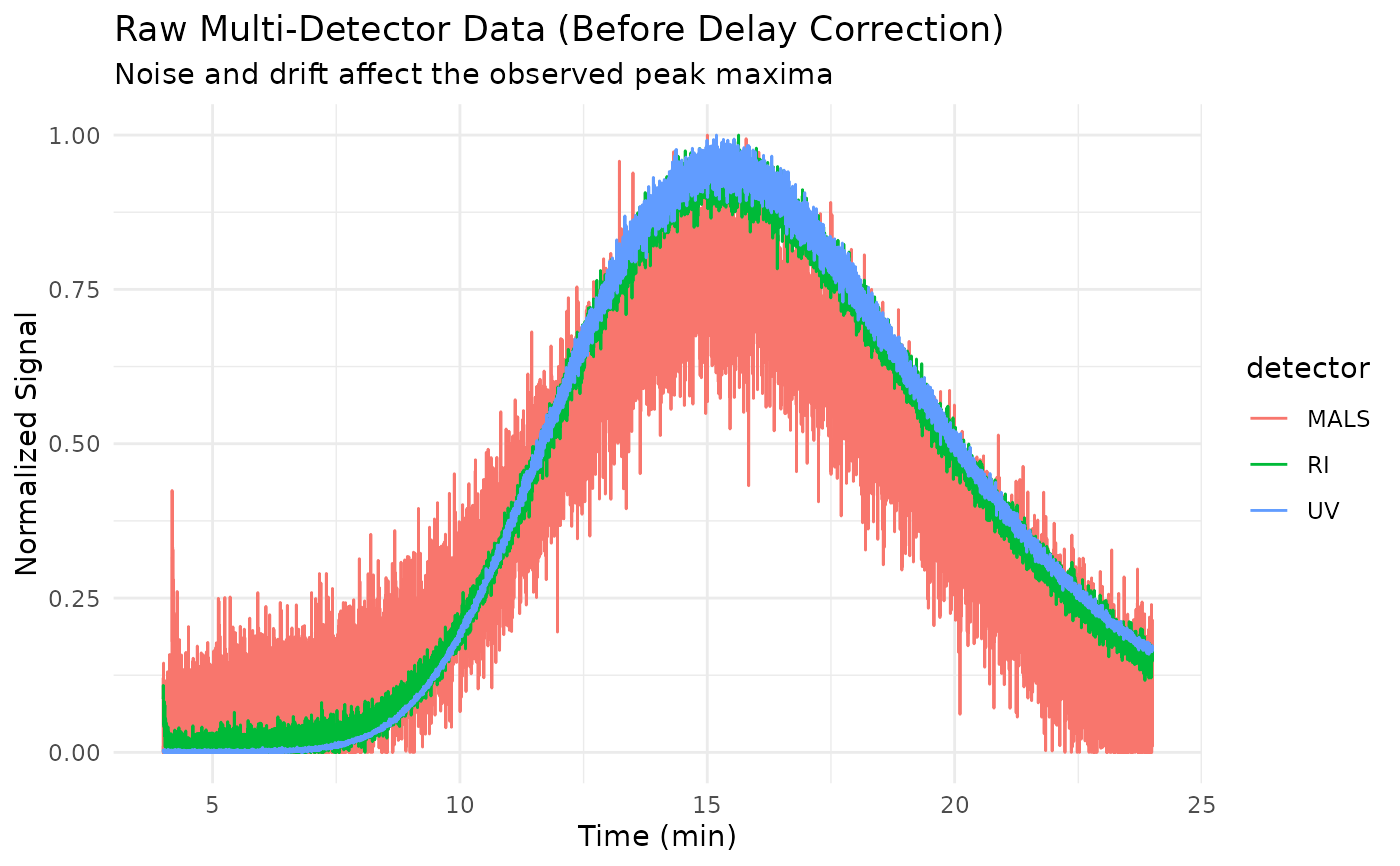 Raw Multi-Detector Data (Before Delay Correction)
Noise and drift affect the observed peak maxima
Normalized Signal
1.00
0.75
0.50
0.25
0.00
5
10
15
20
25
Time (min)
detector
MALS
RI
UV